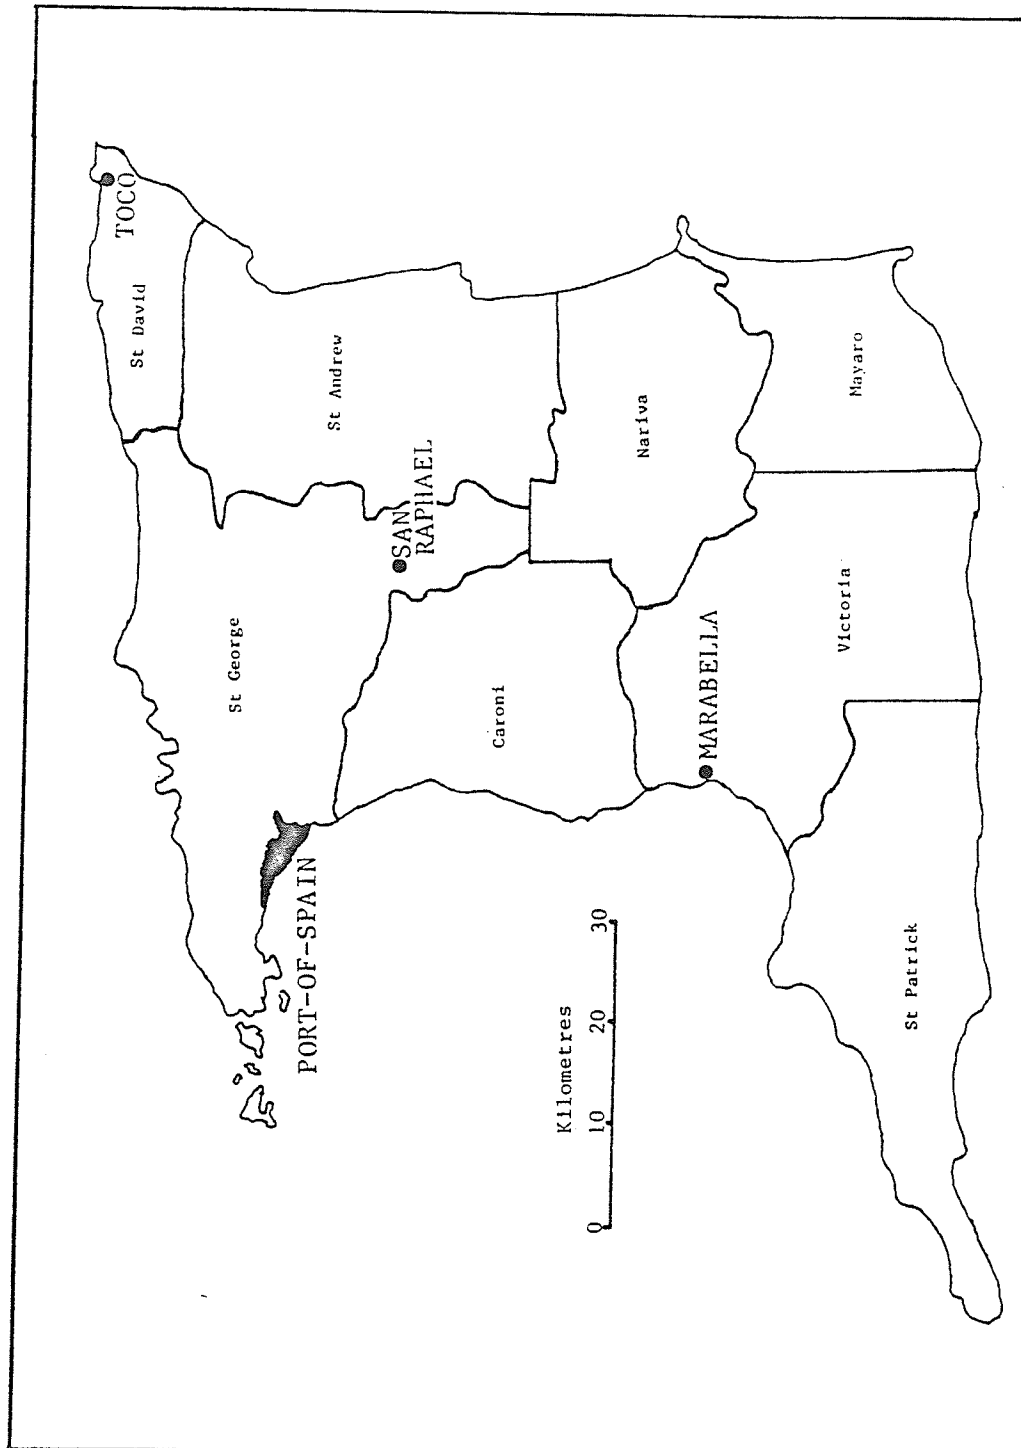 TOCO
St David
St Andrew
St George
SAN
RAPHAEL
Nariva
Mayaro
Caroni
MARABELLA
Victoria
PORT-OF-SPAIN
St Patrick
Kilometres
0 10 20 30